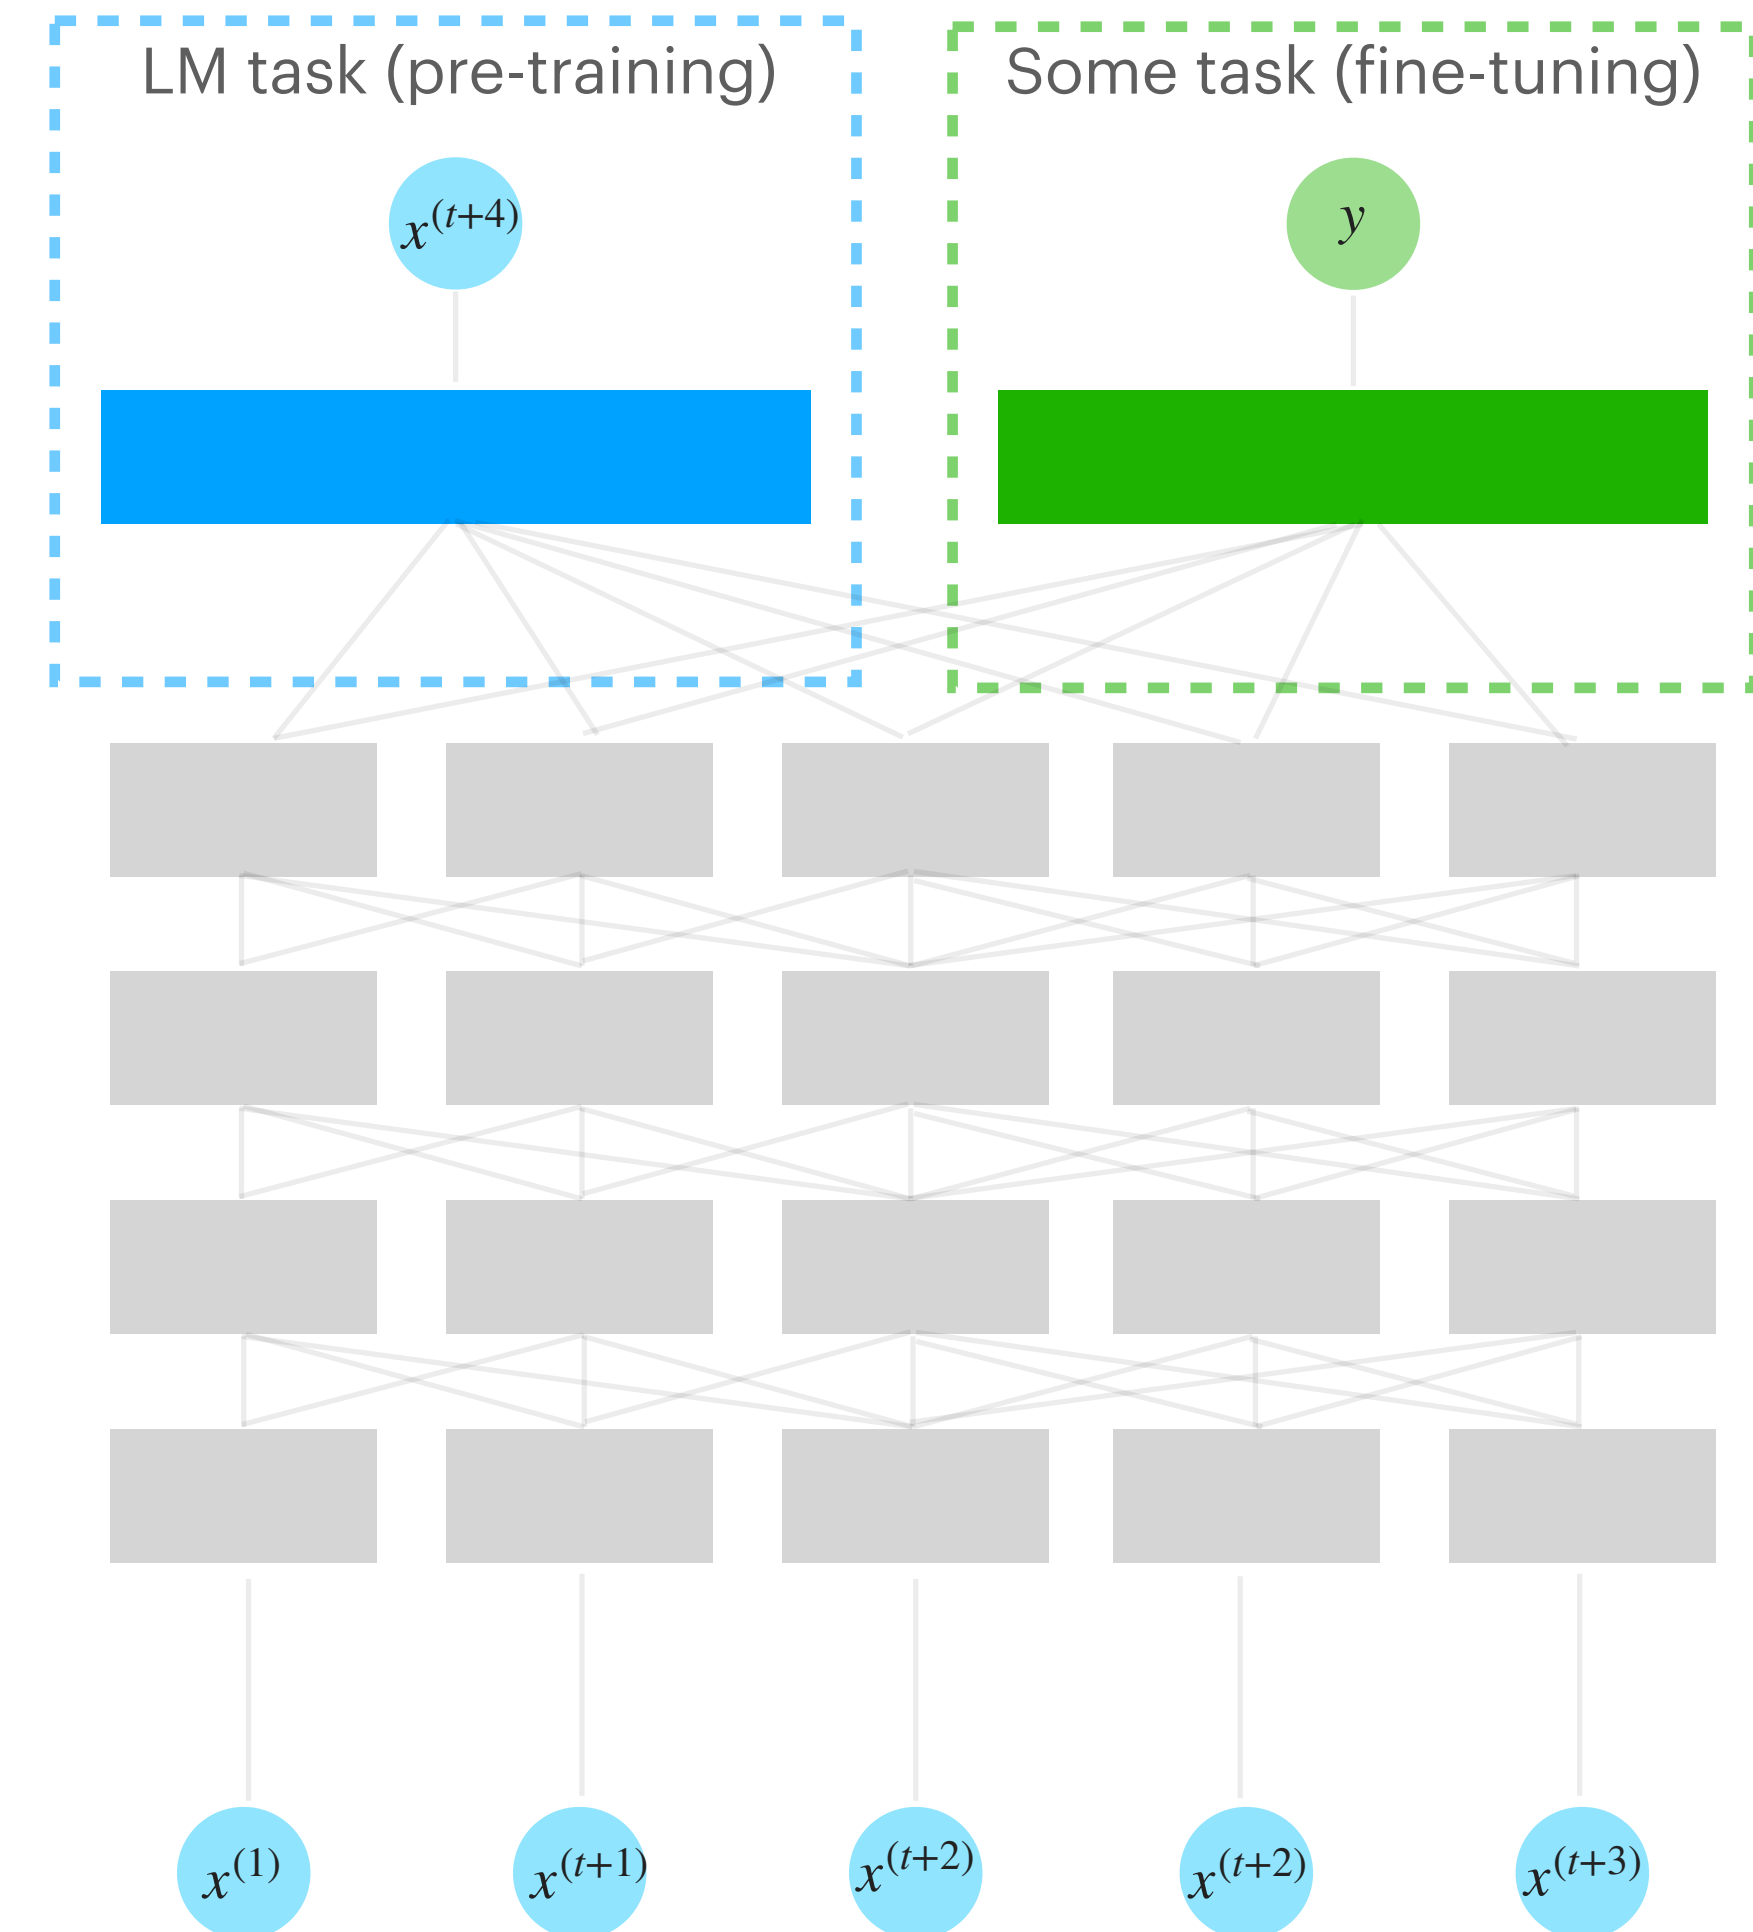 LM task (pre-training)
Some task (fine-tuning)
x^(t+4)
y
x^(1)
x^(t+1)
x^(t+2)
x^(t+2)
x^(t+3)